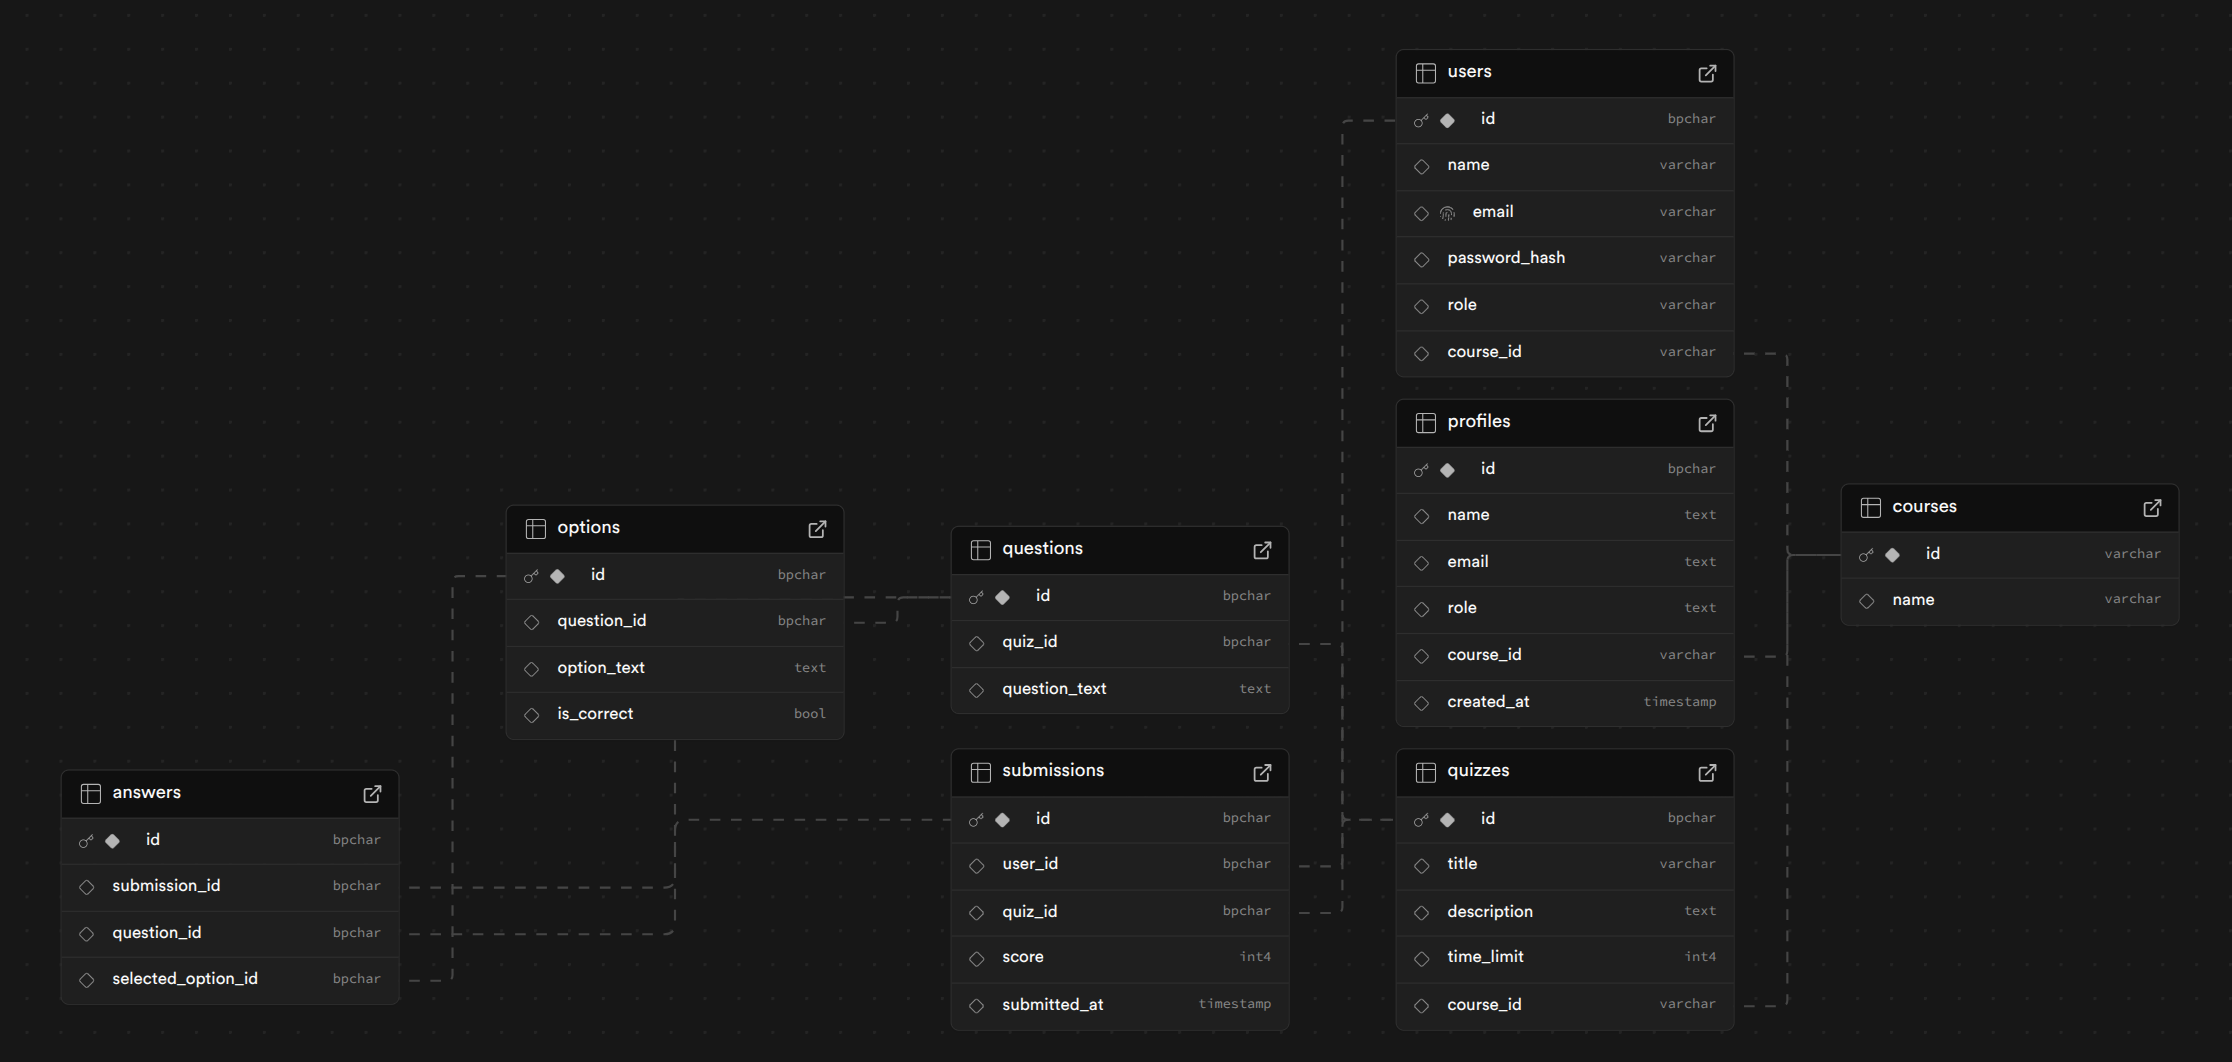 users
id bpchar
name varchar
email varchar
password_hash varchar
role varchar
course_id varchar
profiles
id bpchar
name text
email text
role text
course_id varchar
created_at timestamp
courses
id varchar
name varchar
options
id bpchar
question_id bpchar
option_text text
is_correct bool
questions
id bpchar
quiz_id bpchar
question_text text
answers
id bpchar
submission_id bpchar
question_id bpchar
selected_option_id bpchar
submissions
id bpchar
user_id bpchar
quiz_id bpchar
score int4
submitted_at timestamp
quizzes
id bpchar
title varchar
description text
time_limit int4
course_id varchar